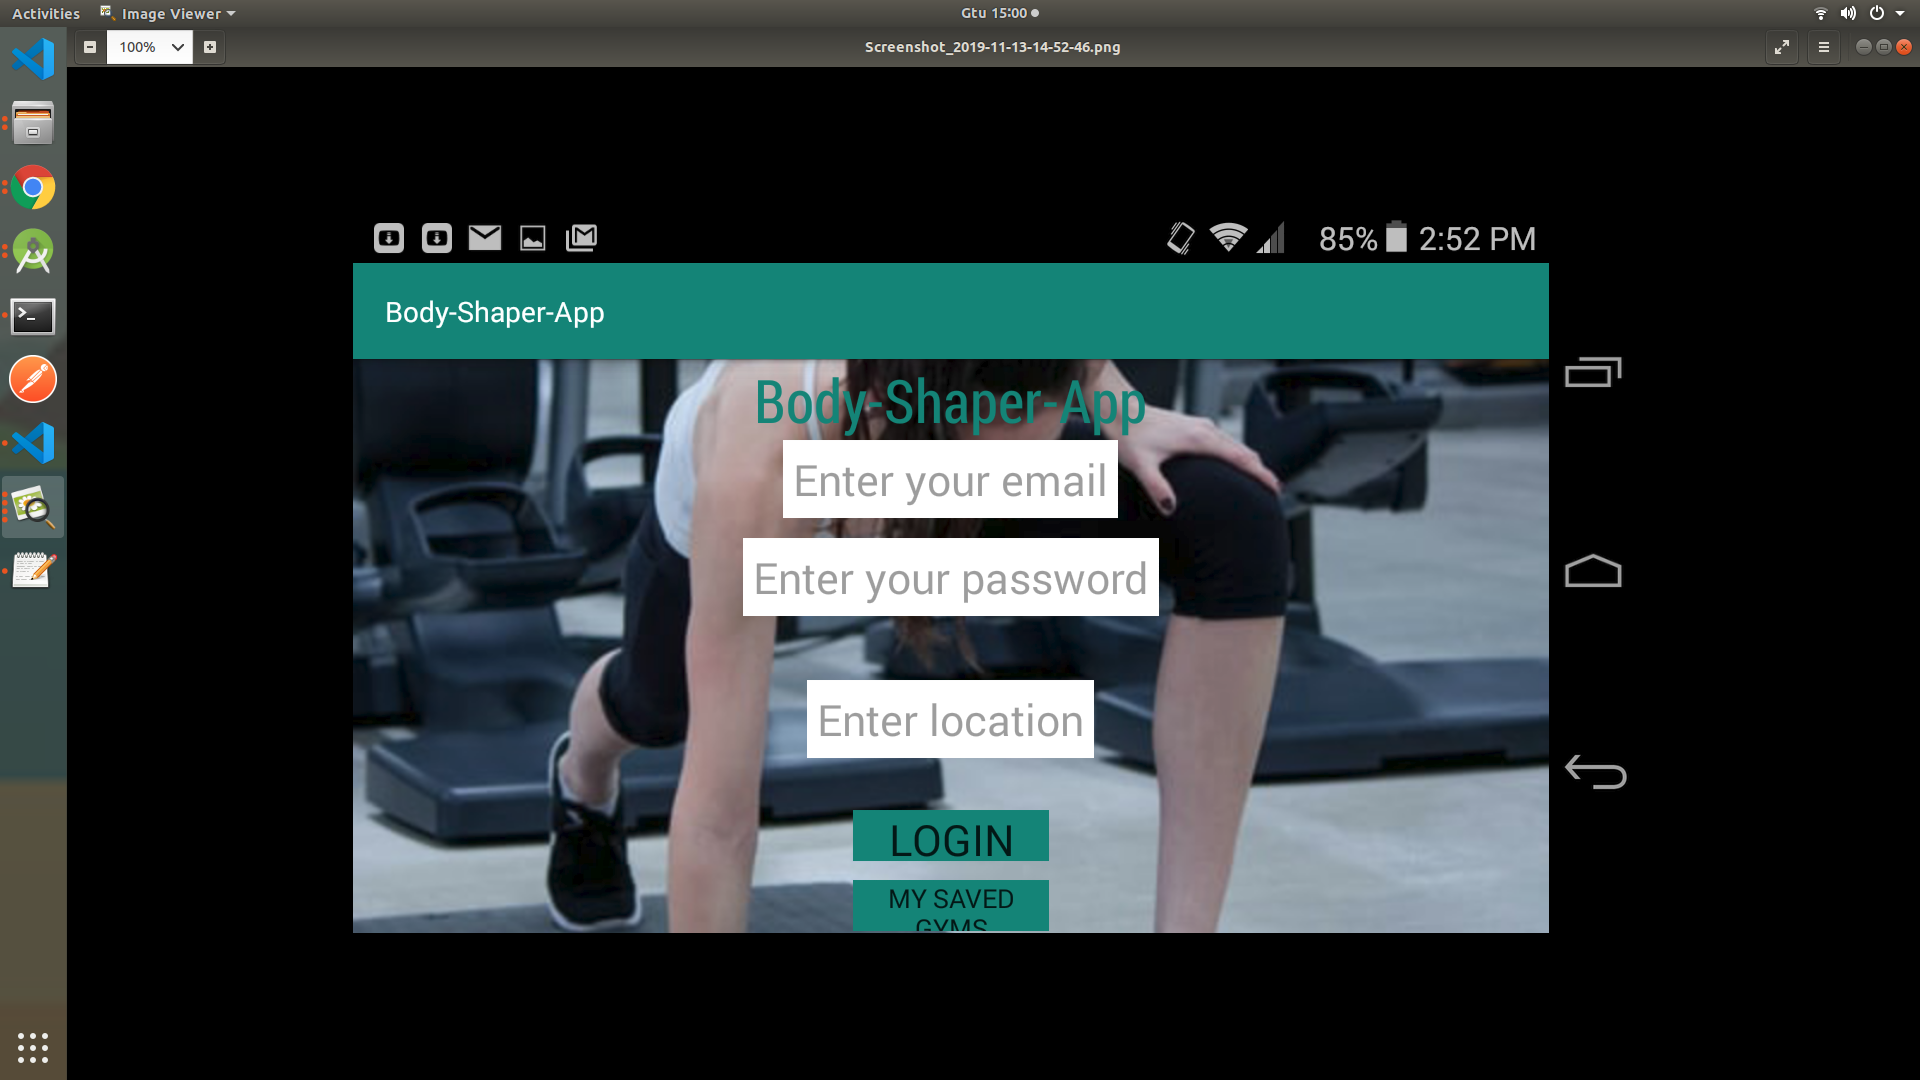 Activities
Image Viewer
Gtu 15:00
100%
Screenshot_2019-11-13-14-52-46.png
85%
2:52 PM
Body-Shaper-App
Body-Shaper-App
Enter your email
Enter your password
Enter location
LOGIN
MY SAVED
GYMS